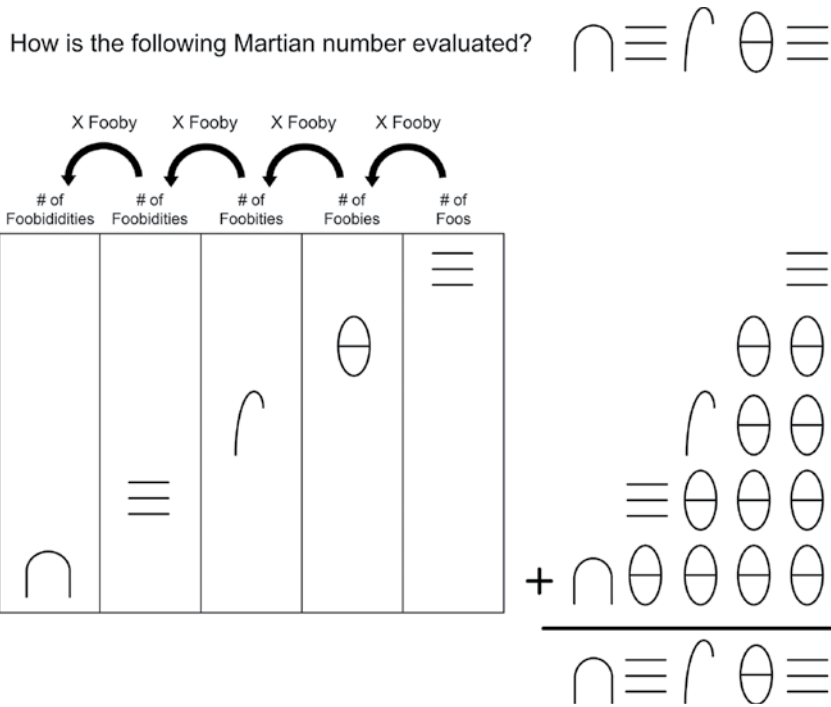 How is the following Martian number evaluated?
X Fooby X Fooby X Fooby X Fooby
# of # of # of # of # of
Foobididities Foobidities Foobities Foobies Foos
+